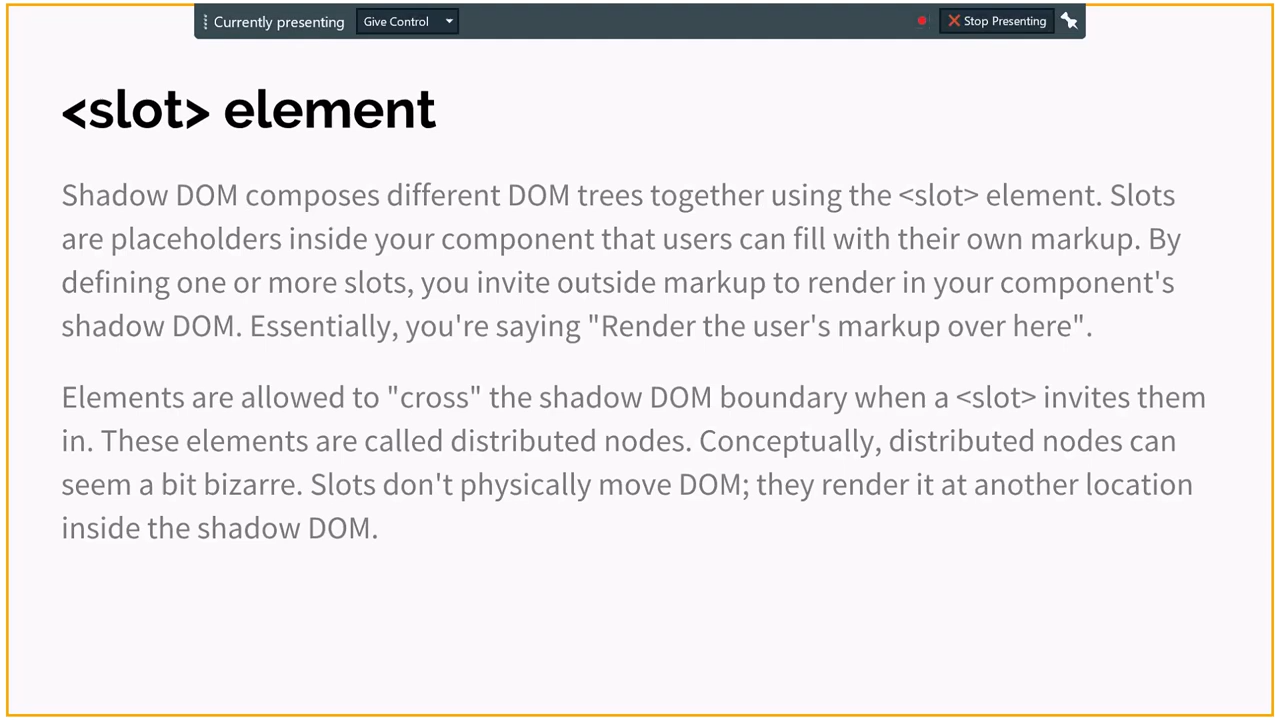 Currently presenting
Give Control
Stop Presenting
<slot> element
Shadow DOM composes different DOM trees together using the <slot> element. Slots
are placeholders inside your component that users can fill with their own markup. By
defining one or more slots, you invite outside markup to render in your component's
shadow DOM. Essentially, you're saying "Render the user's markup over here".
Elements are allowed to "cross" the shadow DOM boundary when a <slot> invites them
in. These elements are called distributed nodes. Conceptually, distributed nodes can
seem a bit bizarre. Slots don't physically move DOM; they render it at another location
inside the shadow DOM.